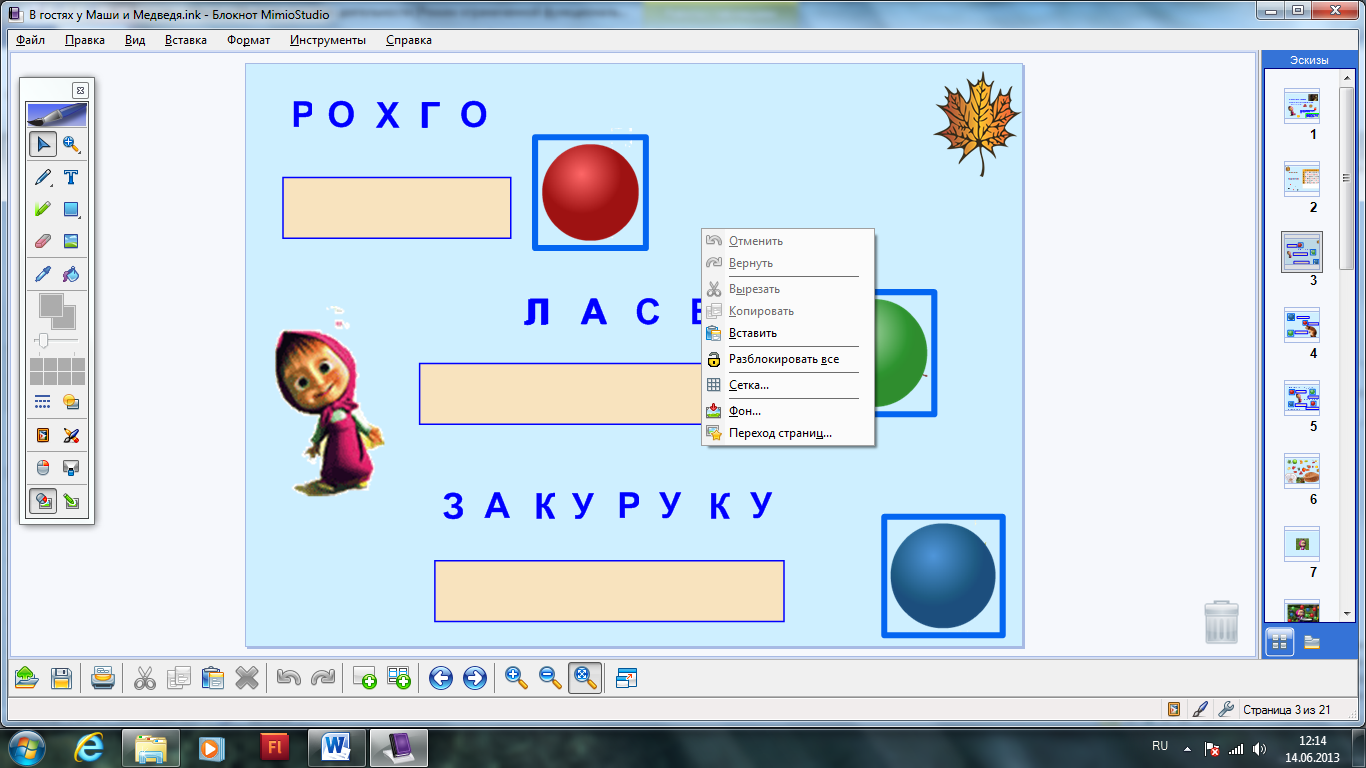 В гостях у Маши и Медведя.ink - Блокнот MimioStudio
Файл Правка Вид Вставка Формат Инструменты Справка
Эскизы
Р О Х Г О
Л А С Е
З А К У Р У К У
Отменить
Вернуть
Вырезать
Копировать
Вставить
Разблокировать все
Сетка...
Фон...
Переход страниц...
1
2
3
4
5
6
7
T
Страница 3 из 21
Fl
W
RU
12:14
14.06.2013